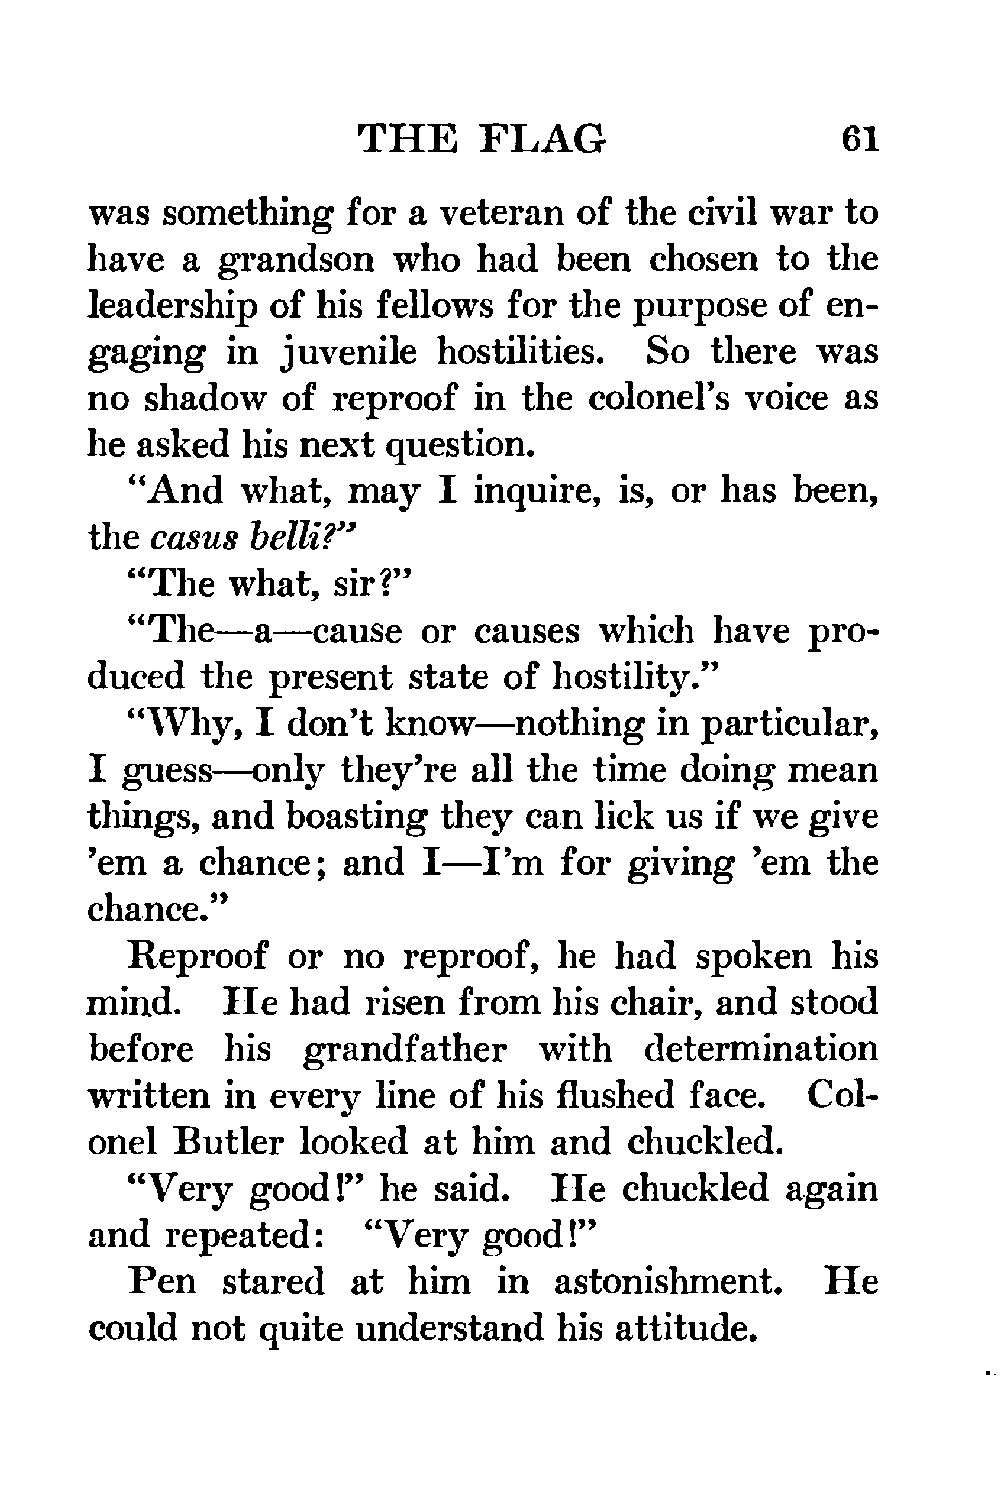 THE FLAG 61
was something for a veteran of the civil war to
have a grandson who had been chosen to the
leadership of his fellows for the purpose of en-
gaging in juvenile hostilities. So there was
no shadow of reproof in the colonel's voice as
he asked his next question.
“And what, may I inquire, is, or has been,
the casus belli?”
“The what, sir?”
“The—a—cause or causes which have pro-
duced the present state of hostility.”
“Why, I don't know—nothing in particular,
I guess—only they're all the time doing mean
things, and boasting they can lick us if we give
'em a chance; and I—I'm for giving 'em the
chance.”
Reproof or no reproof, he had spoken his
mind. He had risen from his chair, and stood
before his grandfather with determination
written in every line of his flushed face. Col-
onel Butler looked at him and chuckled.
“Very good!” he said. He chuckled again
and repeated: “Very good!”
Pen stared at him in astonishment. He
could not quite understand his attitude.